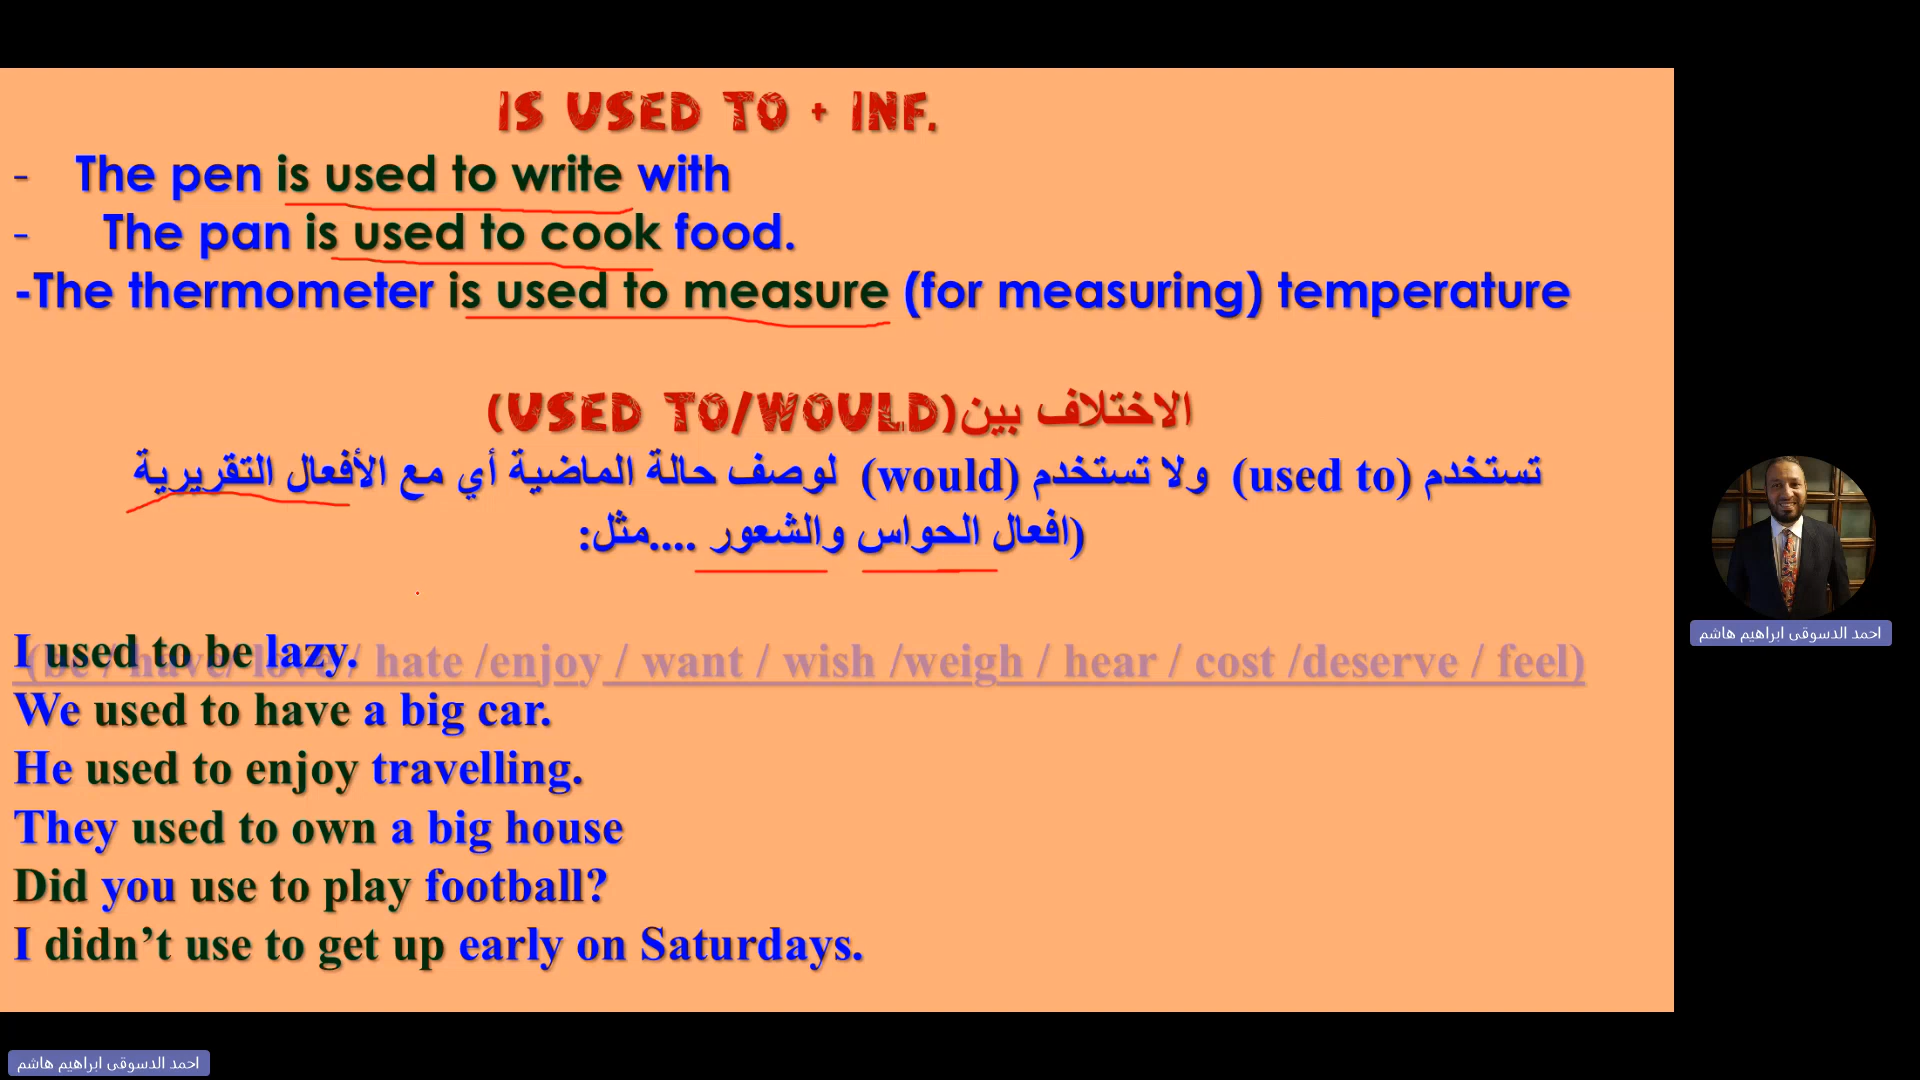 IS USED TO + INF.
- The pen is used to write with
- The pan is used to cook food.
-The thermometer is used to measure (for measuring) temperature
الاختلاف بين(USED TO/WOULD)
تستخدم (used to) ولا تستخدم (would) لوصف حالة الماضية أي مع الأفعال التقريرية
(افعال الحواس والشعور ....مثل:
I used to be lazy.
(be / have/ love / hate /enjoy / want / wish /weigh / hear / cost /deserve / feel)
We used to have a big car.
He used to enjoy travelling.
They used to own a big house
Did you use to play football?
I didn’t use to get up early on Saturdays.
احمد الدسوقى ابراهيم هاشم
احمد الدسوقى ابراهيم هاشم